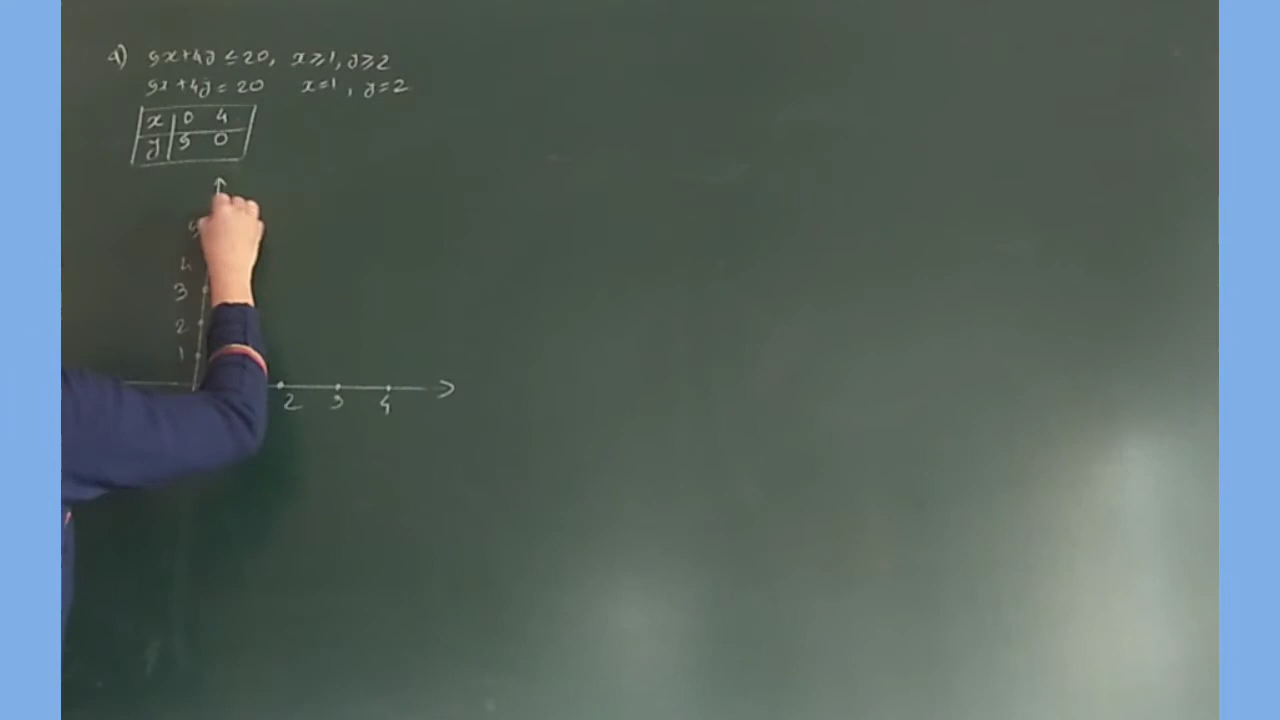 a) 5x+4y ≤ 20, x≥1, y≥2
5x+4y = 20 x=1, y=2
x 0 4
y 5 0
5
4
3
2
1
2 3 4